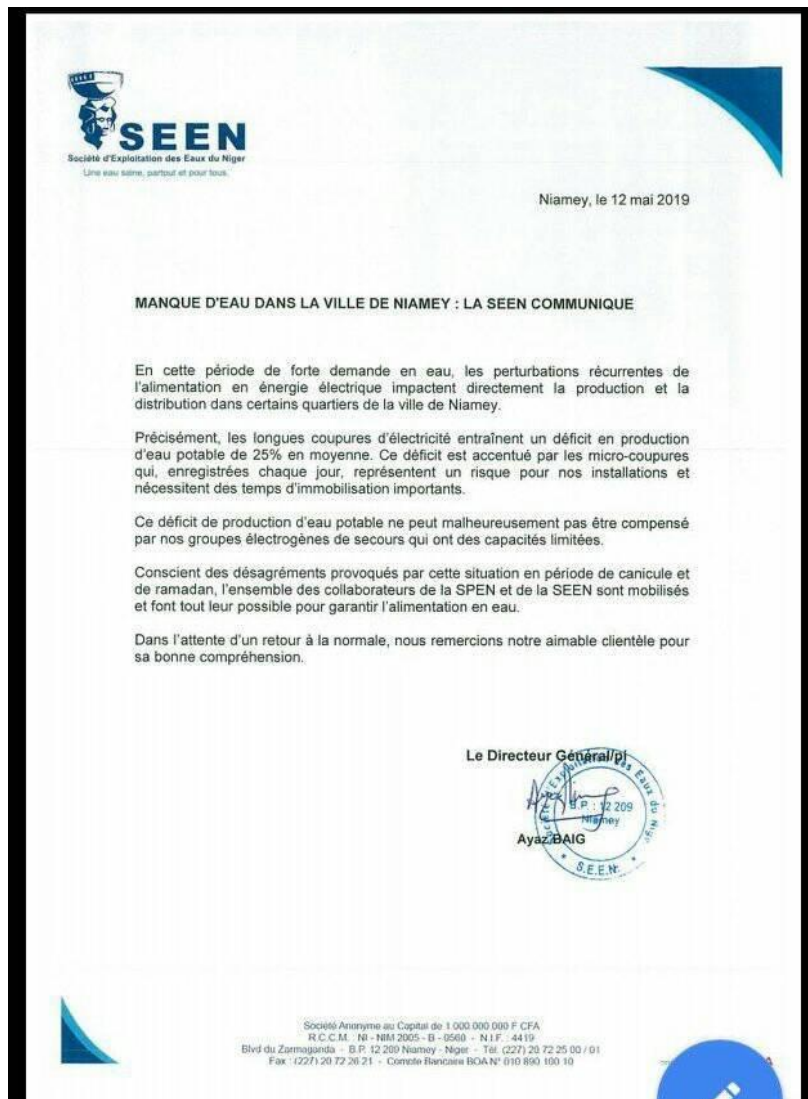 SEEN
Société d'Exploitation des Eaux du Niger
Une eau saine, partout et pour tous.
Niamey, le 12 mai 2019
MANQUE D'EAU DANS LA VILLE DE NIAMEY : LA SEEN COMMUNIQUE
En cette période de forte demande en eau, les perturbations récurrentes de
l'alimentation en énergie électrique impactent directement la production et la
distribution dans certains quartiers de la ville de Niamey.
Précisément, les longues coupures d'électricité entraînent un déficit en production
d'eau potable de 25% en moyenne. Ce déficit est accentué par les micro-coupures
qui, enregistrées chaque jour, représentent un risque pour nos installations et
nécessitent des temps d'immobilisation importants.
Ce déficit de production d'eau potable ne peut malheureusement pas être compensé
par nos groupes électrogènes de secours qui ont des capacités limitées.
Conscient des désagréments provoqués par cette situation en période de canicule et
de ramadan, l'ensemble des collaborateurs de la SPEN et de la SEEN sont mobilisés
et font tout leur possible pour garantir l'alimentation en eau.
Dans l'attente d'un retour à la normale, nous remercions notre aimable clientèle pour
sa bonne compréhension.
Le Directeur Général/pi
Société d'Exploitation des Eaux du Niger
B.P. : 12 209
Niamey
Ayaz BAIG
* S.E.E.N. *
Société Anonyme au Capital de 1 000 000 000 F CFA
R.C.C.M. : NI - NIM 2005 - B - 0560 - N.I.F. : 4419
Blvd du Zarmaganda - B.P. 12 209 Niamey - Niger - Tél. (227) 20 72 25 00 / 01
Fax : (227) 20 72 26 21 - Compte Bancaire BOA N° 010 890 100 10